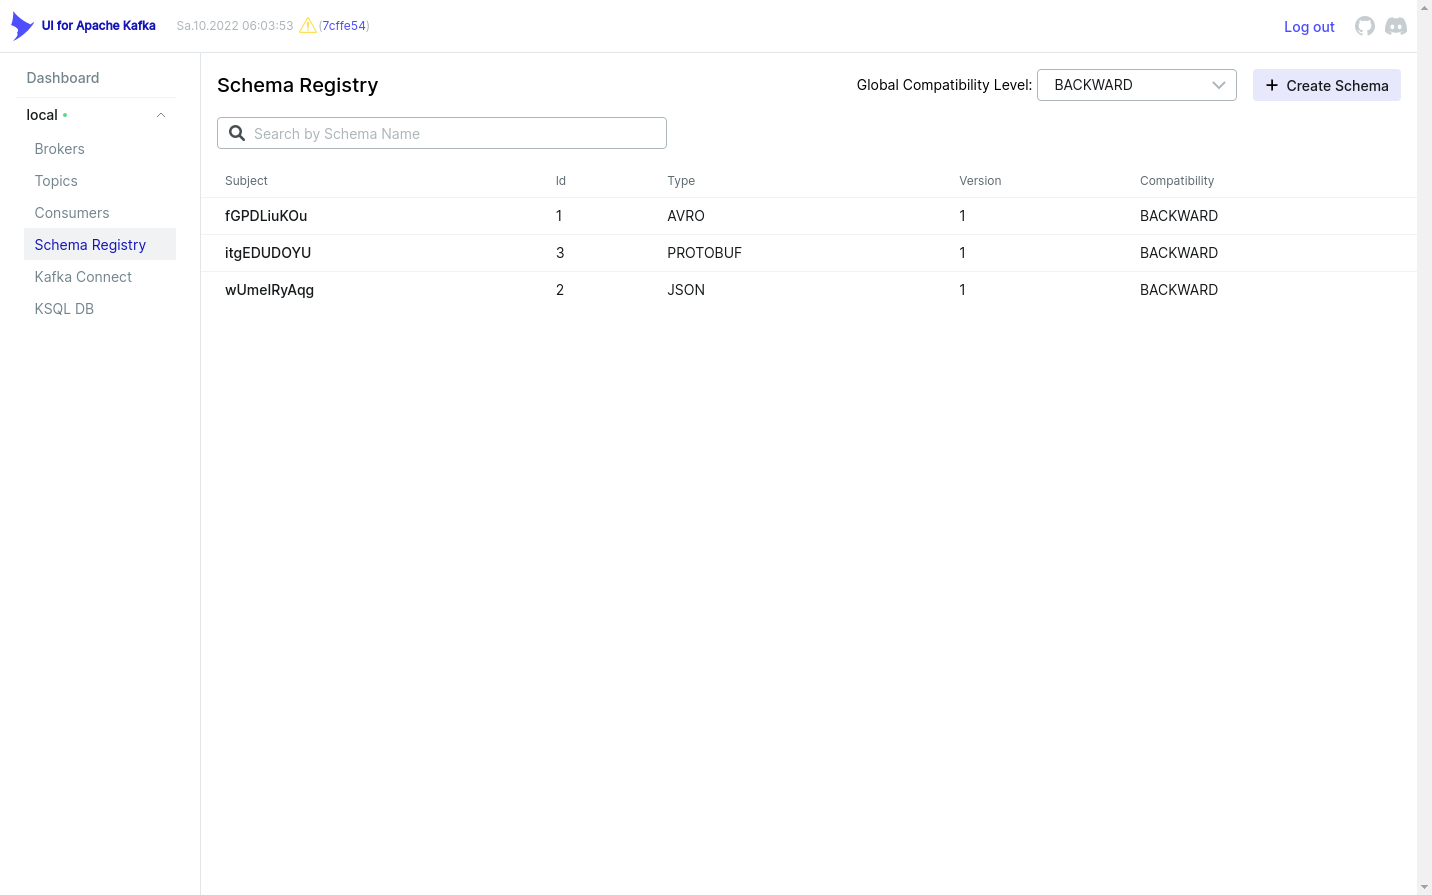 UI for Apache Kafka Sa.10.2022 06:03:53 (7cffe54) Log out
Dashboard
local
Brokers
Topics
Consumers
Schema Registry
Kafka Connect
KSQL DB
Schema Registry Global Compatibility Level: BACKWARD Create Schema
Search by Schema Name
Subject Id Type Version Compatibility
fGPDLiuKOu 1 AVRO 1 BACKWARD
itgEDUDOYU 3 PROTOBUF 1 BACKWARD
wUmeIRyAqg 2 JSON 1 BACKWARD